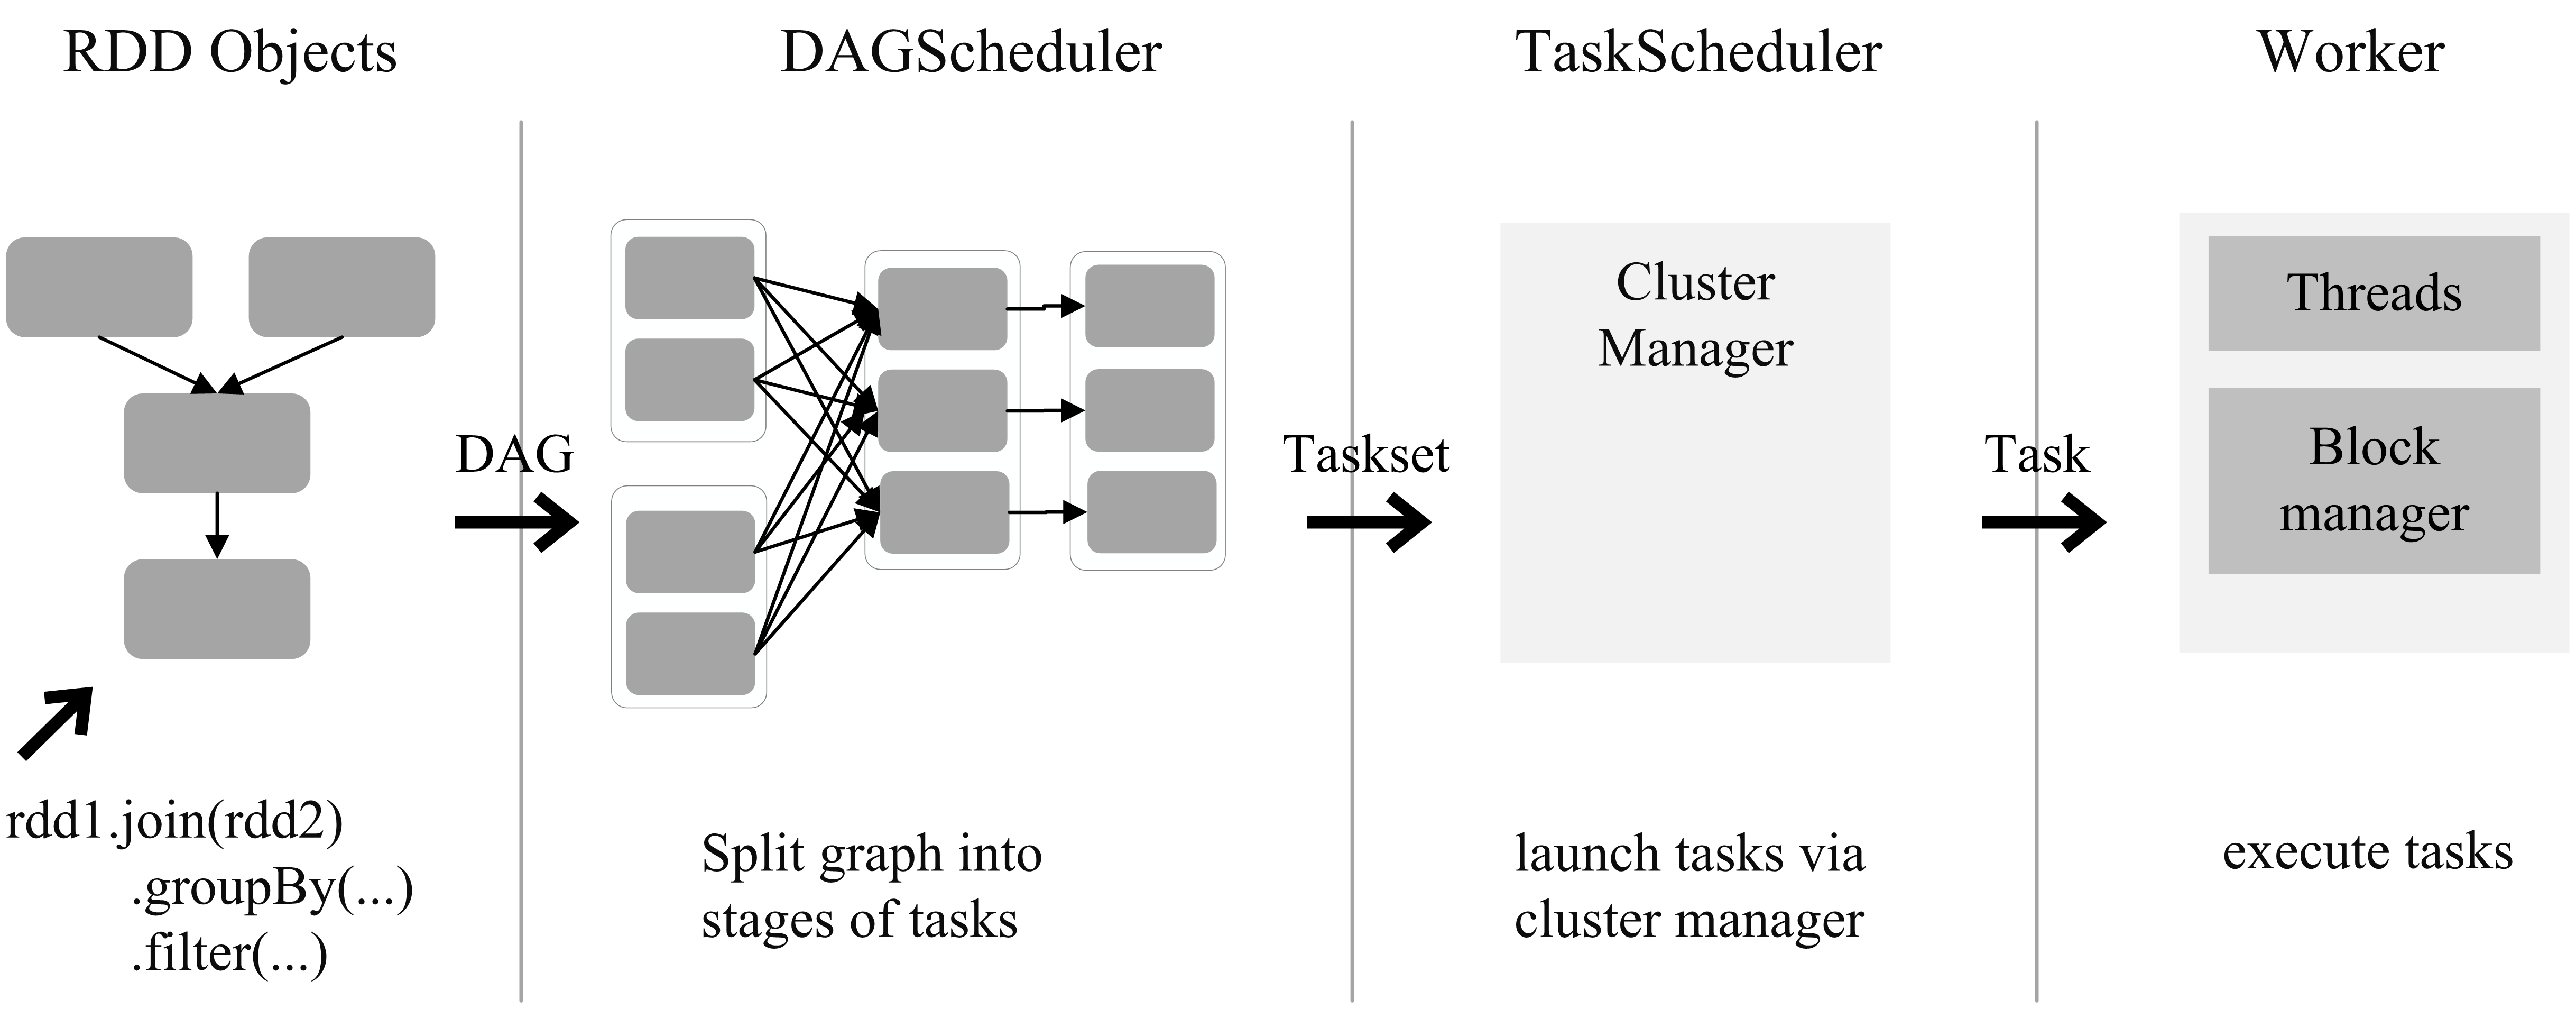 RDD Objects
DAGScheduler
TaskScheduler
Worker
DAG
Taskset
Cluster
Manager
Task
Threads
Block
manager
rdd1.join(rdd2)
.groupBy(...)
.filter(...)
Split graph into
stages of tasks
launch tasks via
cluster manager
execute tasks